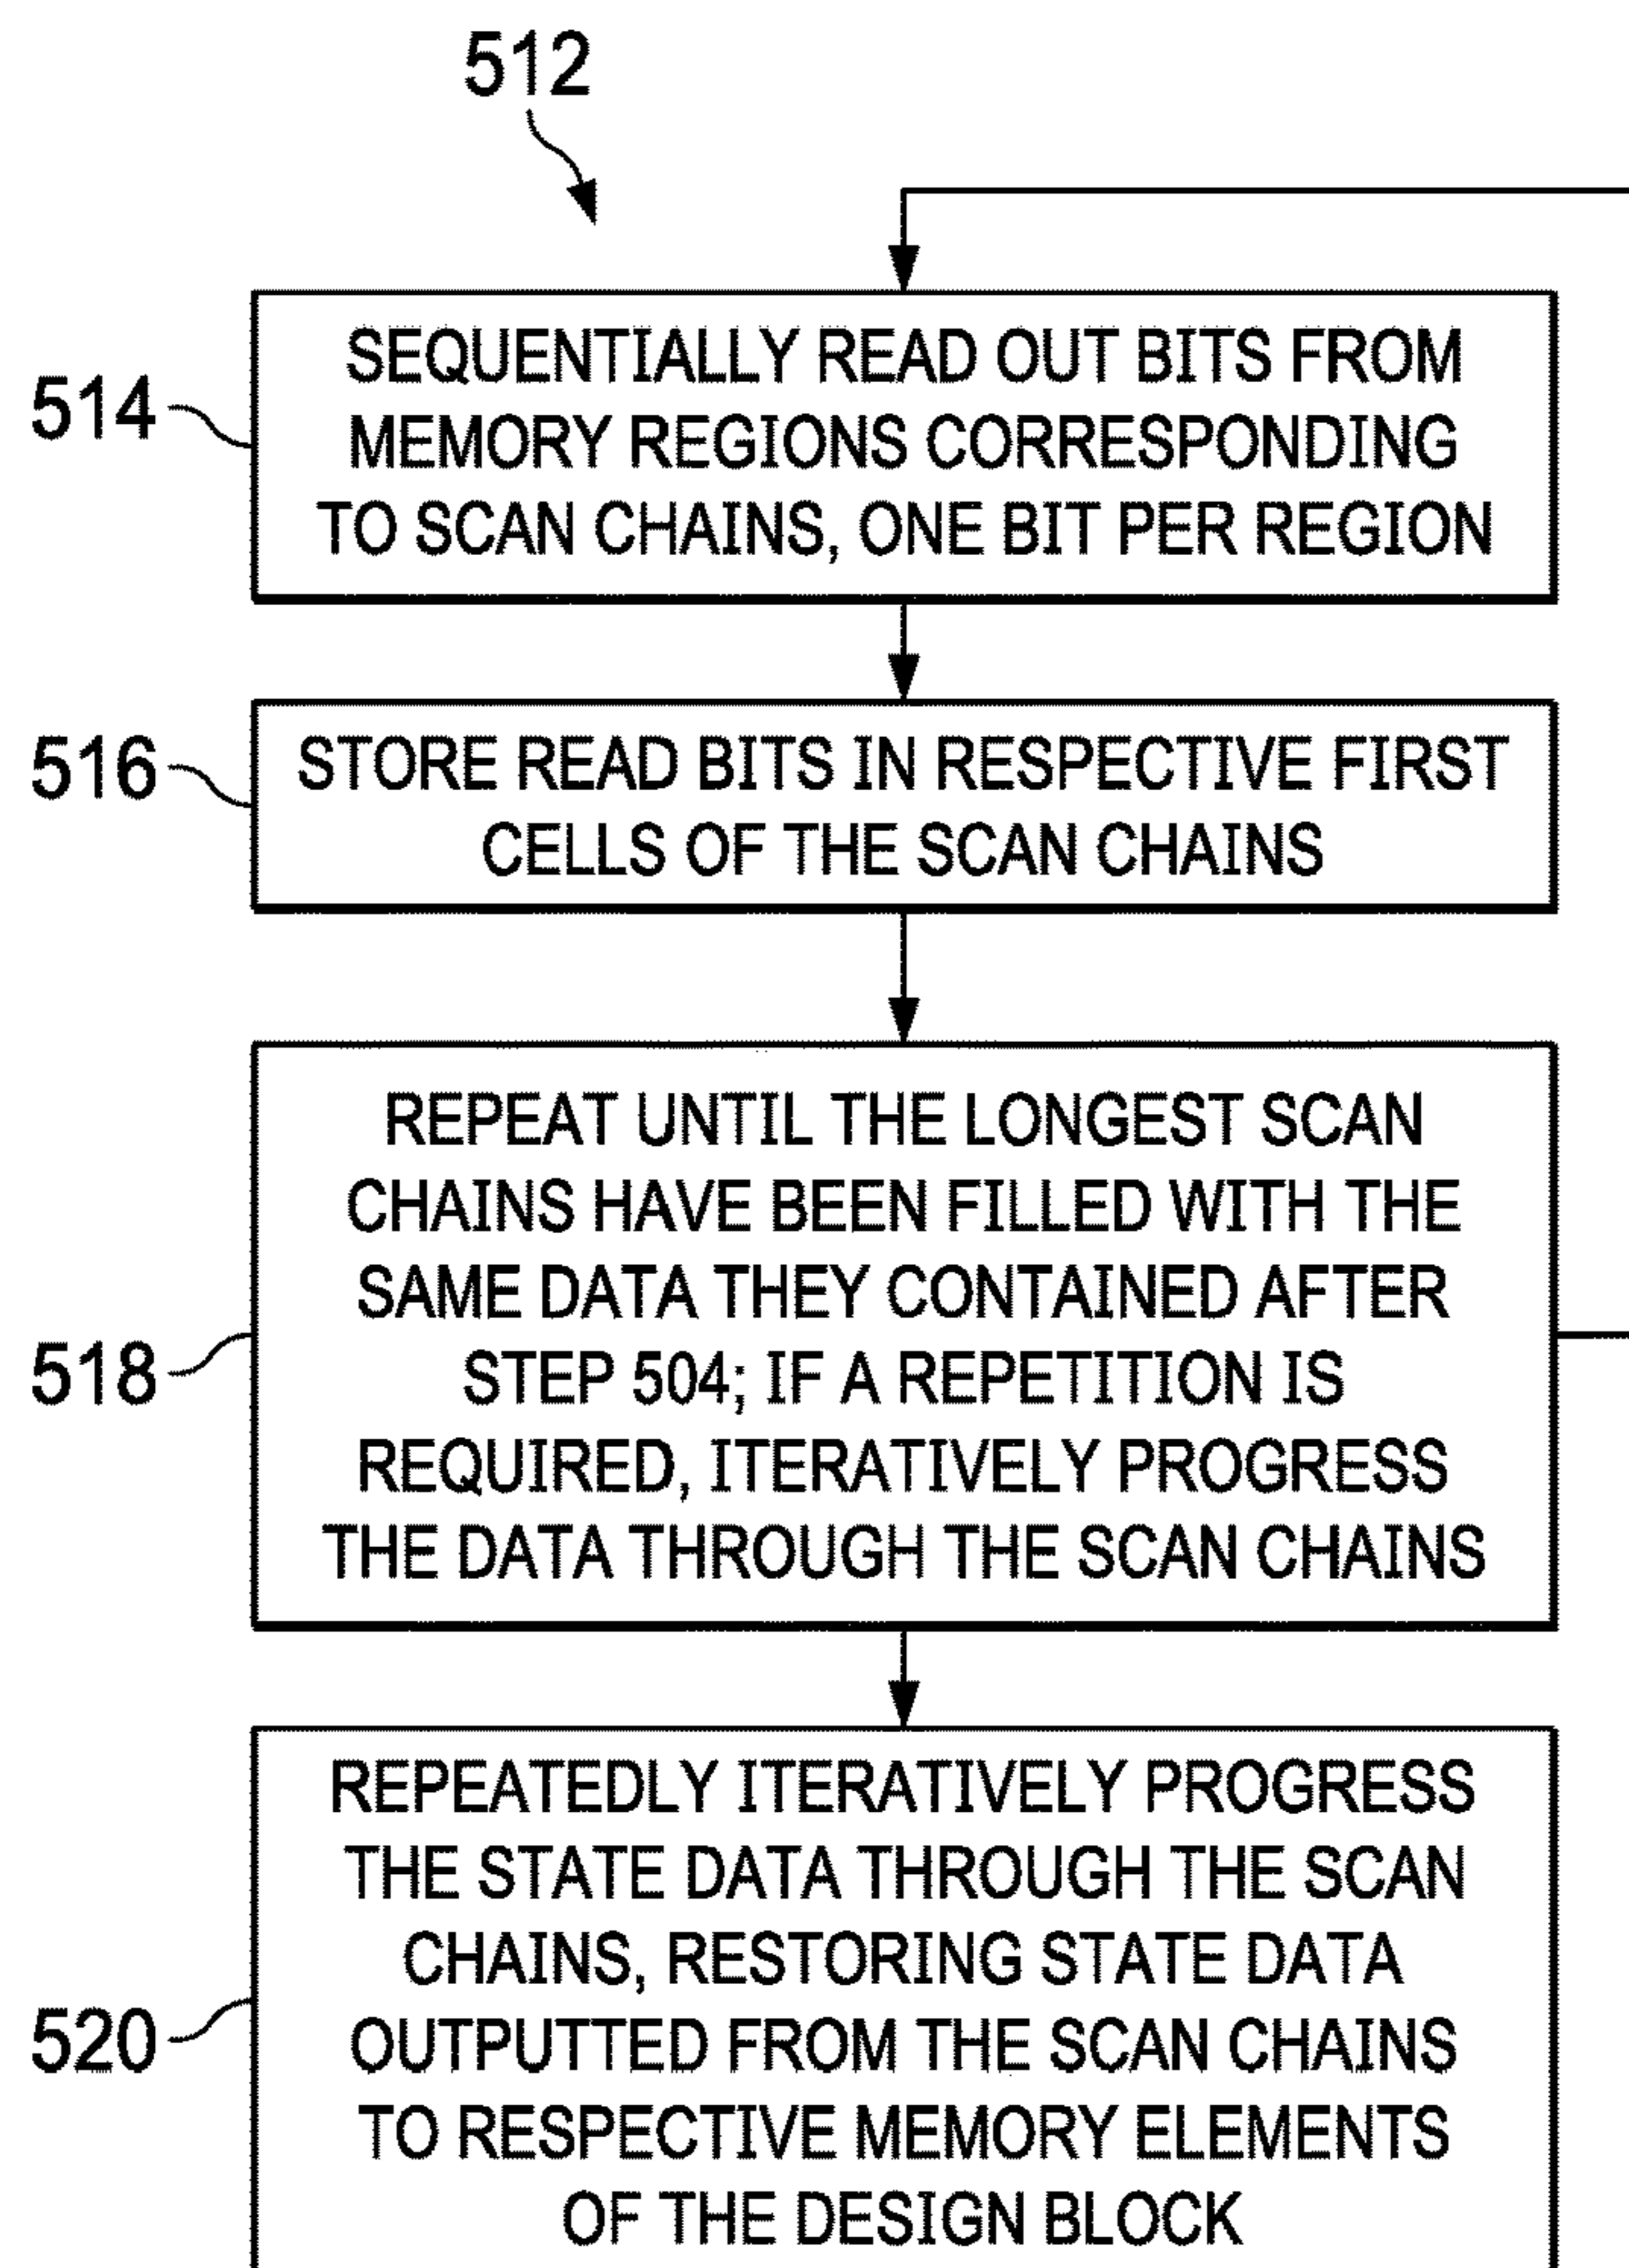 512
514
SEQUENTIALLY READ OUT BITS FROM
MEMORY REGIONS CORRESPONDING
TO SCAN CHAINS, ONE BIT PER REGION
516
STORE READ BITS IN RESPECTIVE FIRST
CELLS OF THE SCAN CHAINS
518
REPEAT UNTIL THE LONGEST SCAN
CHAINS HAVE BEEN FILLED WITH THE
SAME DATA THEY CONTAINED AFTER
STEP 504; IF A REPETITION IS
REQUIRED, ITERATIVELY PROGRESS
THE DATA THROUGH THE SCAN CHAINS
520
REPEATEDLY ITERATIVELY PROGRESS
THE STATE DATA THROUGH THE SCAN
CHAINS, RESTORING STATE DATA
OUTPUTTED FROM THE SCAN CHAINS
TO RESPECTIVE MEMORY ELEMENTS
OF THE DESIGN BLOCK